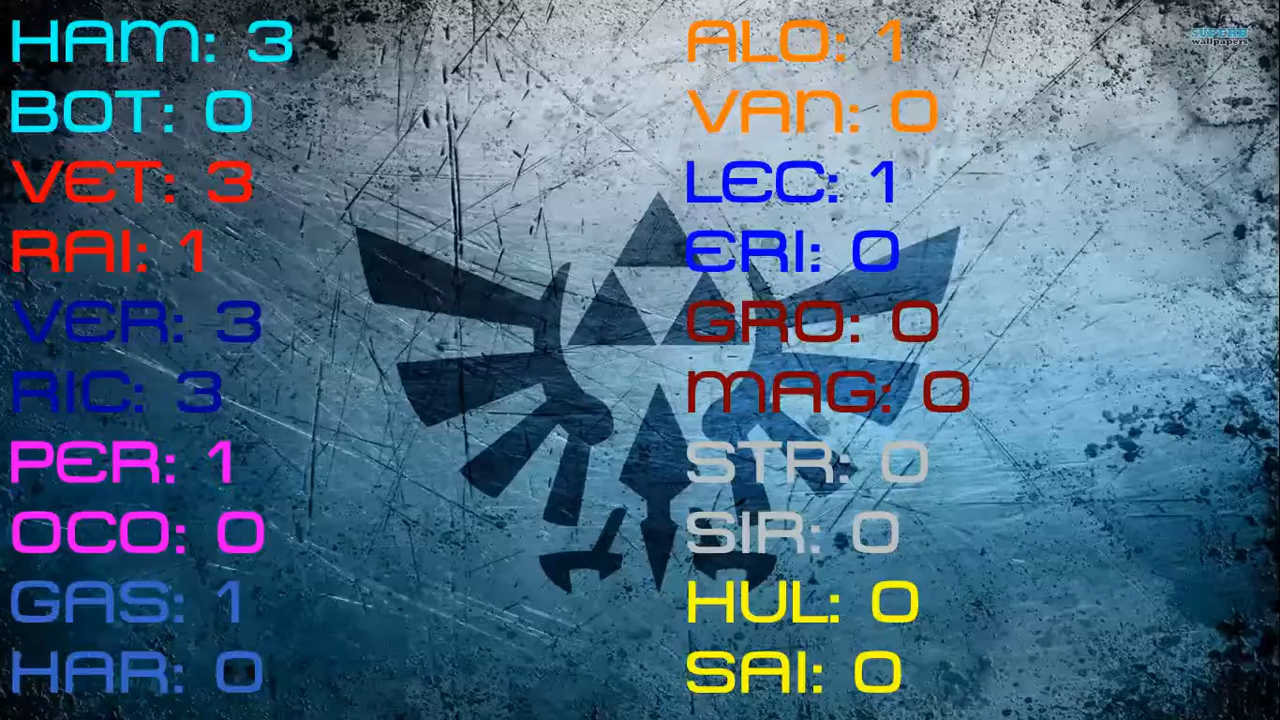 HAM: 3
BOT: 0
VET: 3
RAI: 1
VER: 3
RIC: 3
PER: 1
OCO: 0
GAS: 1
HAR: 0
ALO: 1
VAN: 0
LEC: 1
ERI: 0
GRO: 0
MAG: 0
STR: 0
SIR: 0
HUL: 0
SAI: 0
SUPERB
wallpapers